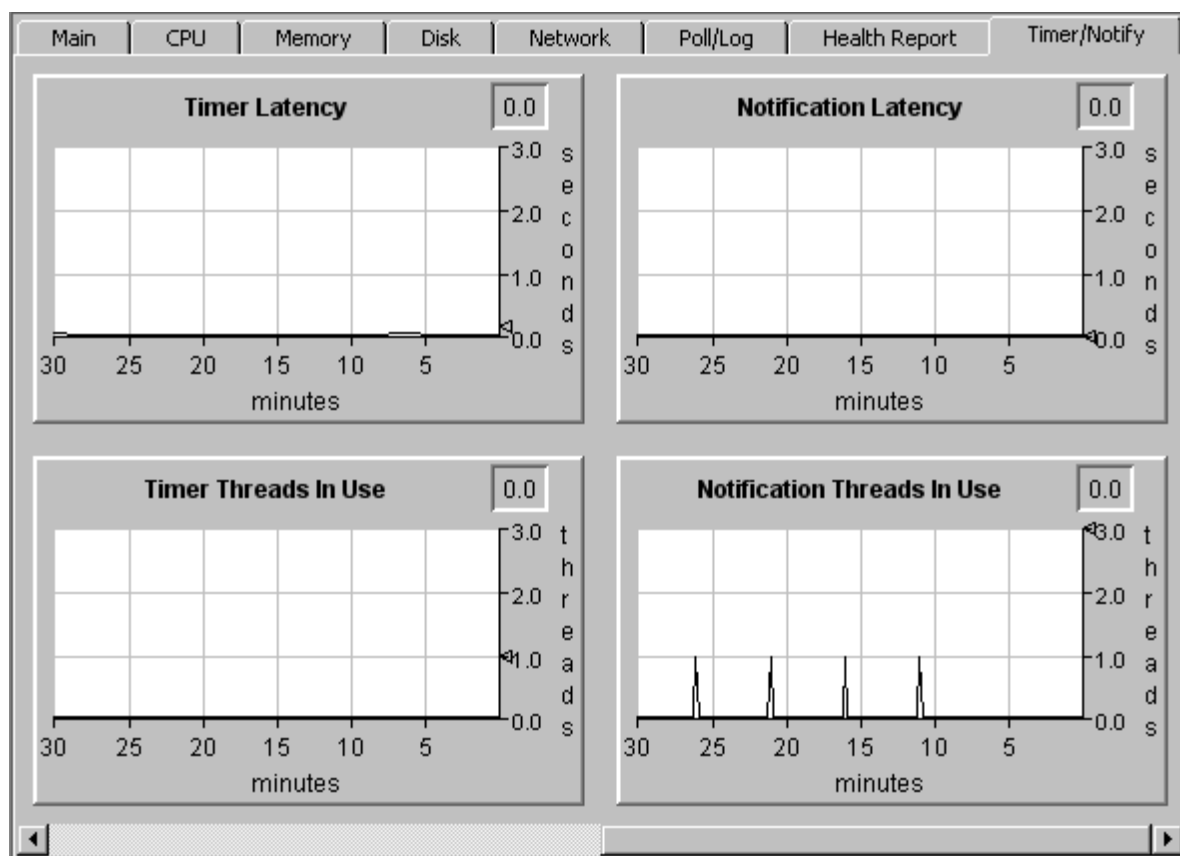 Main CPU Memory Disk Network Poll/Log Health Report Timer/Notify
Timer Latency 0.0
3.0
2.0
1.0
0.0
seconds
30 25 20 15 10 5
minutes
Notification Latency 0.0
3.0
2.0
1.0
0.0
seconds
30 25 20 15 10 5
minutes
Timer Threads In Use 0.0
3.0
2.0
1.0
0.0
threads
30 25 20 15 10 5
minutes
Notification Threads In Use 0.0
3.0
2.0
1.0
0.0
threads
30 25 20 15 10 5
minutes